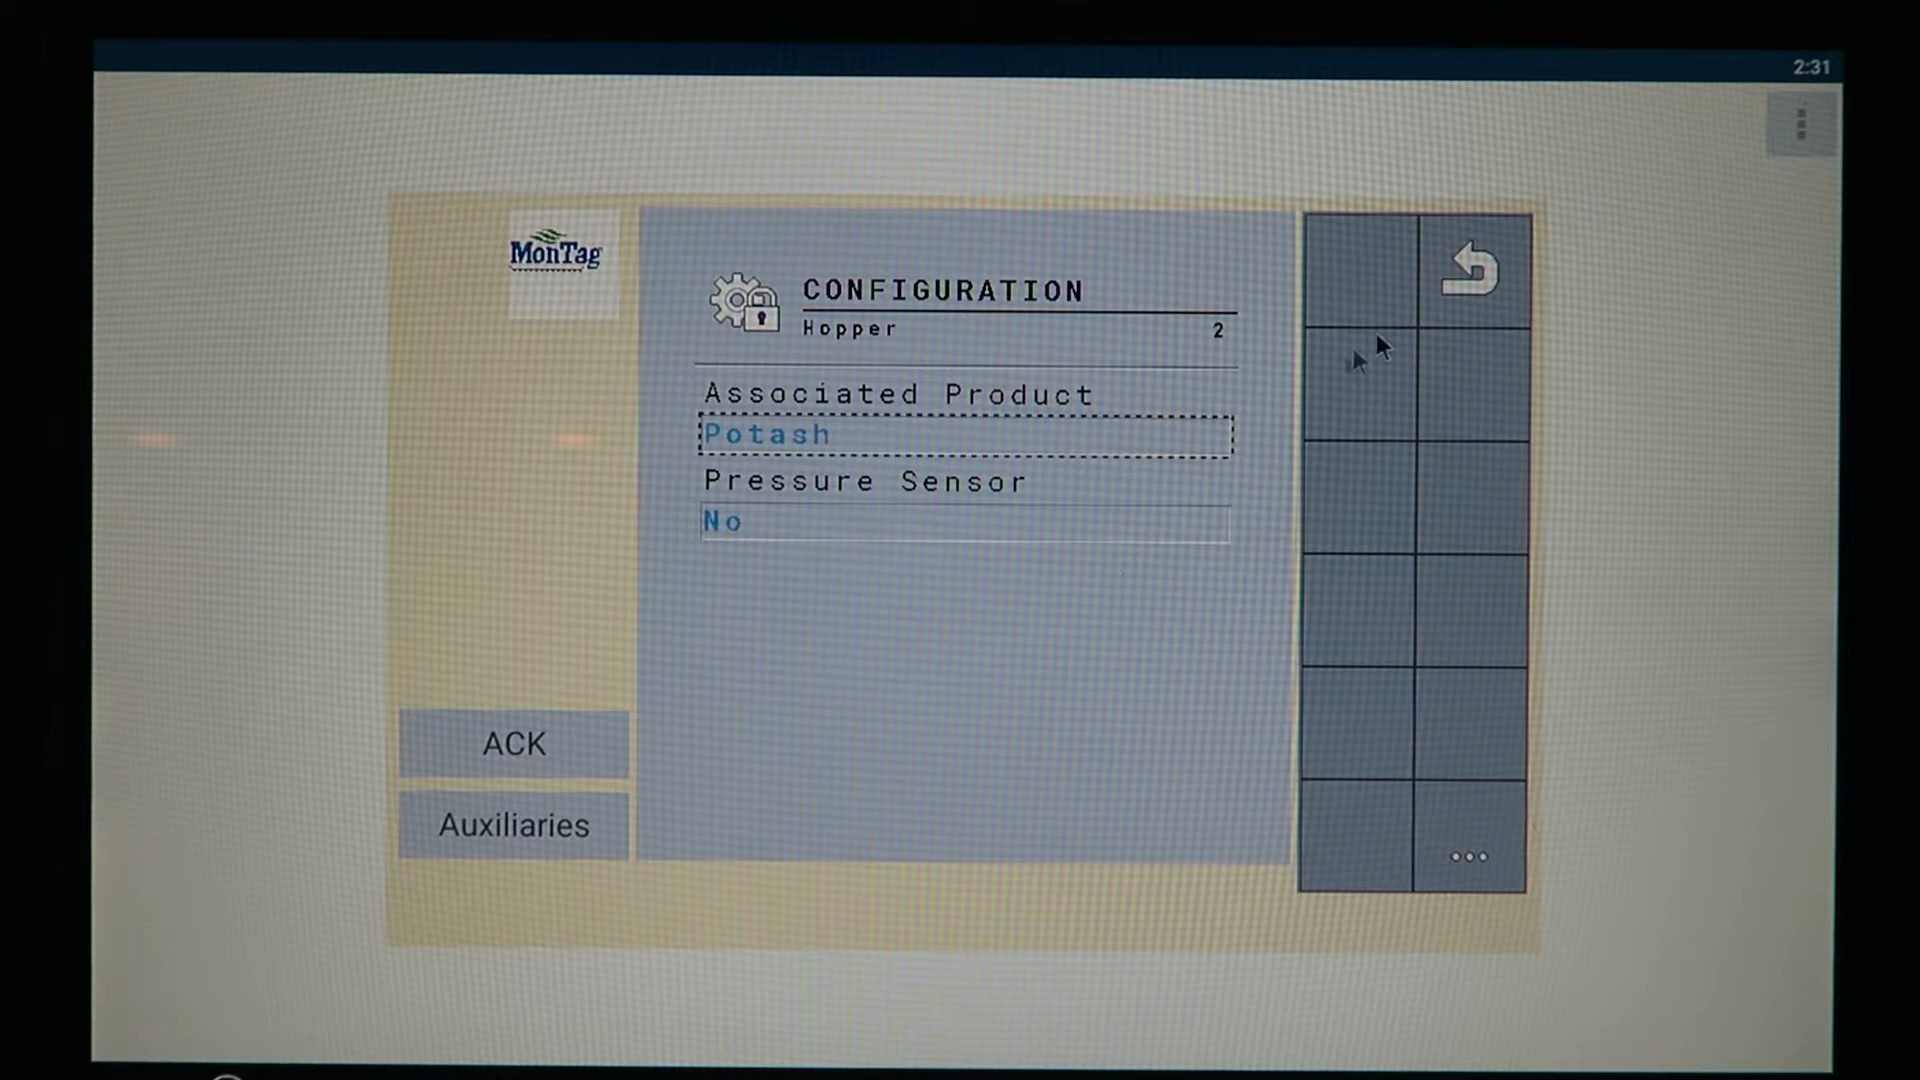 2:31
MonTag
CONFIGURATION
Hopper 2
Associated Product
Potash
Pressure Sensor
No
ACK
Auxiliaries